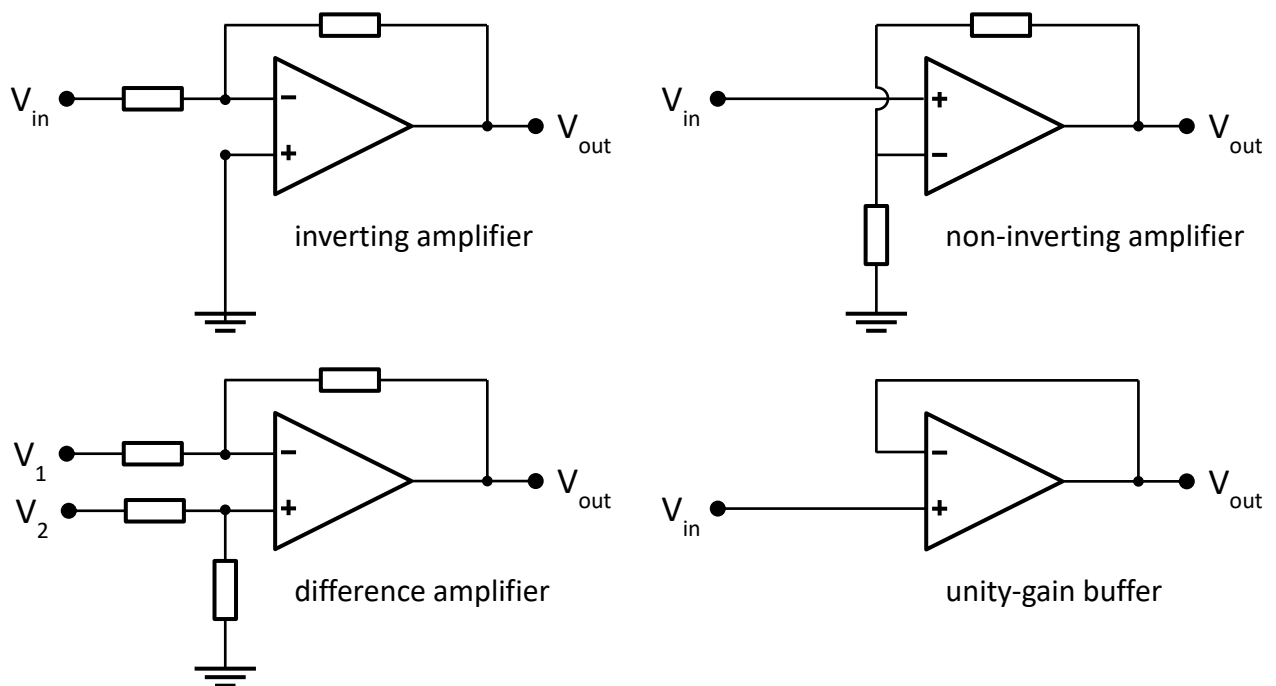 V_in
−
+
V_out
inverting amplifier
V_in
+
−
V_out
non-inverting amplifier
V_1
V_2
−
+
V_out
difference amplifier
V_in
−
+
V_out
unity-gain buffer